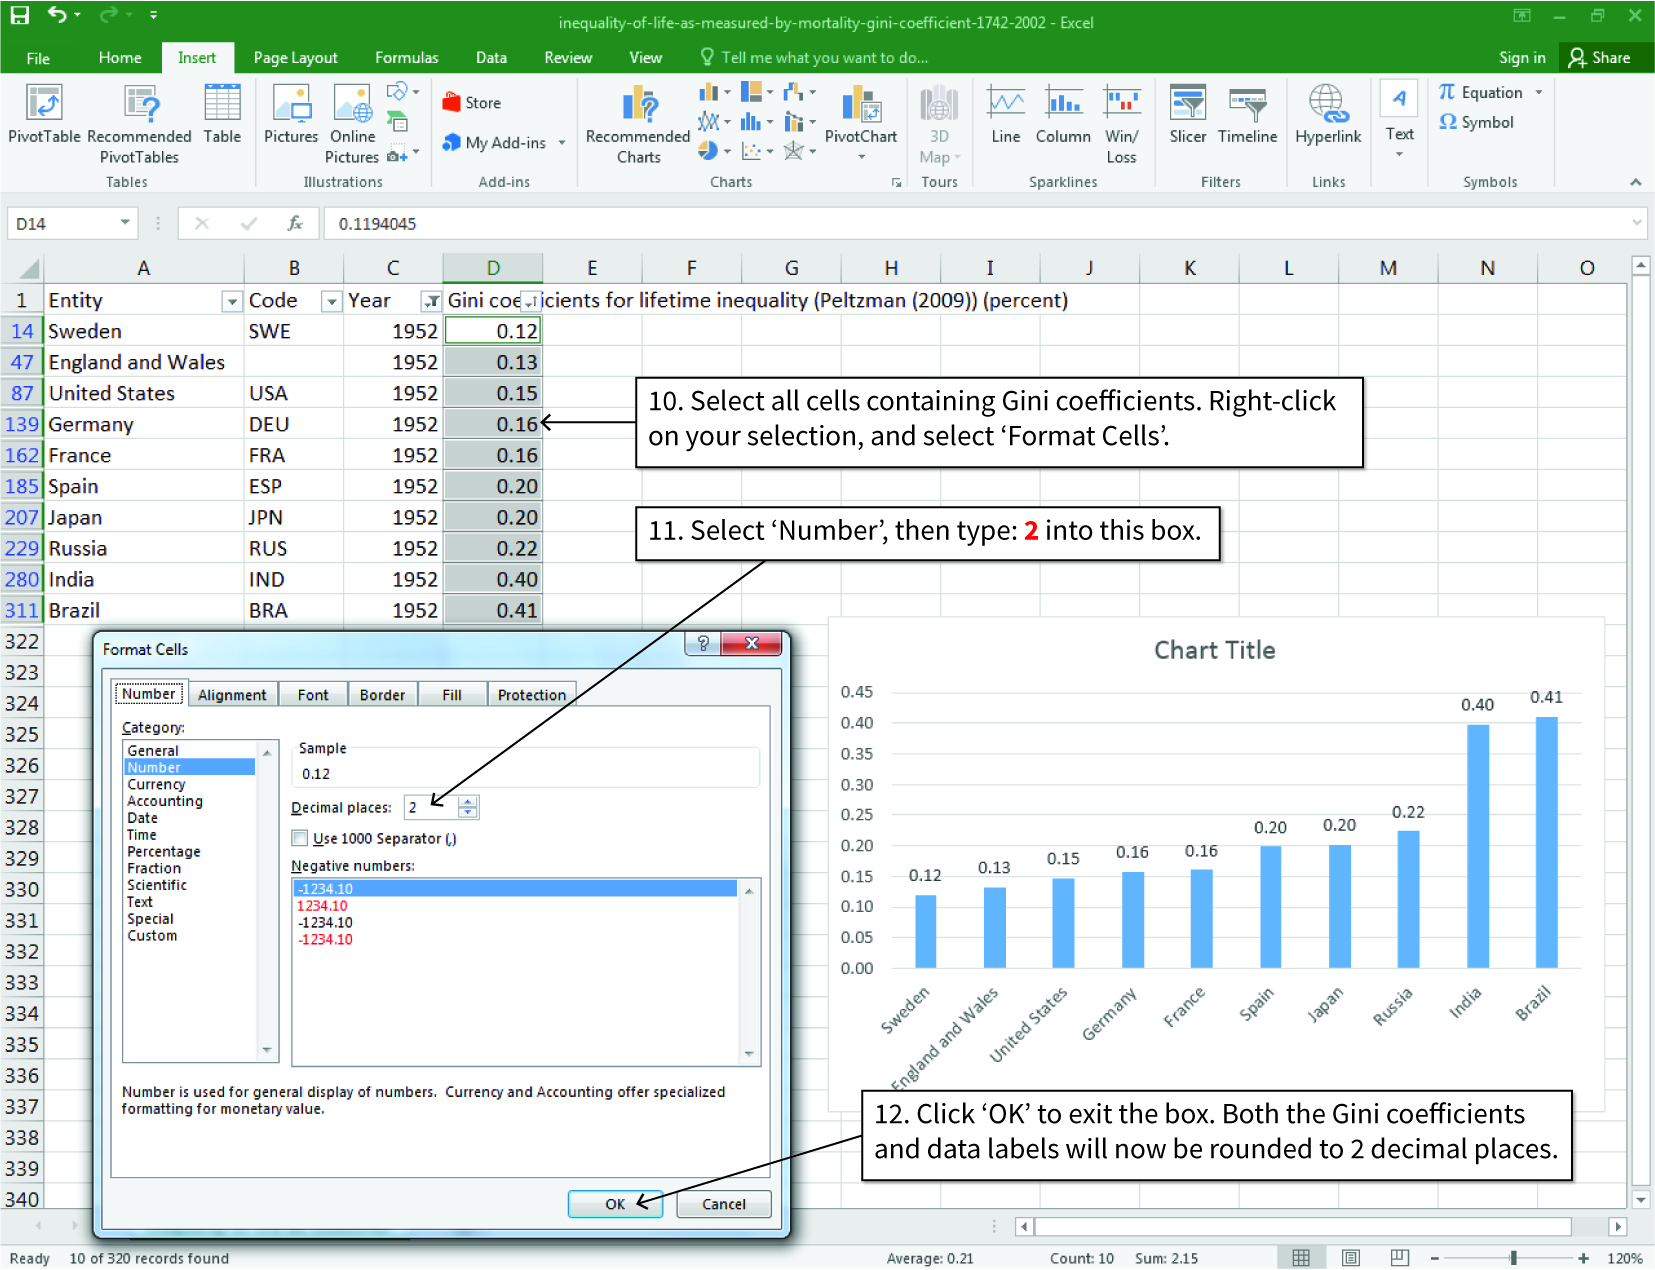 inequality-of-life-as-measured-by-mortality-gini-coefficient-1742-2002 - Excel
File Home Insert Page Layout Formulas Data Review View Tell me what you want to do... Sign in Share
PivotTable Recommended PivotTables Table
Tables
Pictures Online Pictures
Illustrations
Store
My Add-ins
Add-ins
Recommended Charts
PivotChart
Charts
3D Map
Tours
Line Column Win/Loss
Sparklines
Slicer Timeline
Filters
Hyperlink
Links
A
Text
π Equation
Ω Symbol
Symbols
D14 fx 0.1194045
A B C D E F G H I J K L M N O
1 Entity Code Year Gini coe icients for lifetime inequality (Peltzman (2009)) (percent)
14 Sweden SWE 1952 0.12
47 England and Wales 1952 0.13
87 United States USA 1952 0.15
139 Germany DEU 1952 0.16
162 France FRA 1952 0.16
185 Spain ESP 1952 0.20
207 Japan JPN 1952 0.20
229 Russia RUS 1952 0.22
280 India IND 1952 0.40
311 Brazil BRA 1952 0.41
322
323
324
325
326
327
328
329
330
331
332
333
334
335
336
337
338
339
340
10. Select all cells containing Gini coefficients. Right-click
on your selection, and select ‘Format Cells’.
11. Select ‘Number’, then type: 2 into this box.
Format Cells ?
Number Alignment Font Border Fill Protection
Category:
General
Number
Currency
Accounting
Date
Time
Percentage
Fraction
Scientific
Text
Special
Custom
Sample
0.12
Decimal places: 2
Use 1000 Separator (,)
Negative numbers:
-1234.10
1234.10
-1234.10
-1234.10
Number is used for general display of numbers. Currency and Accounting offer specialized
formatting for monetary value.
OK Cancel
Chart Title
0.45
0.40
0.35
0.30
0.25
0.20
0.15
0.10
0.05
0.00
0.12 0.13 0.15 0.16 0.16 0.20 0.20 0.22 0.40 0.41
Sweden England and Wales United States Germany France Spain Japan Russia India Brazil
12. Click ‘OK’ to exit the box. Both the Gini coefficients
and data labels will now be rounded to 2 decimal places.
Ready 10 of 320 records found Average: 0.21 Count: 10 Sum: 2.15 120%